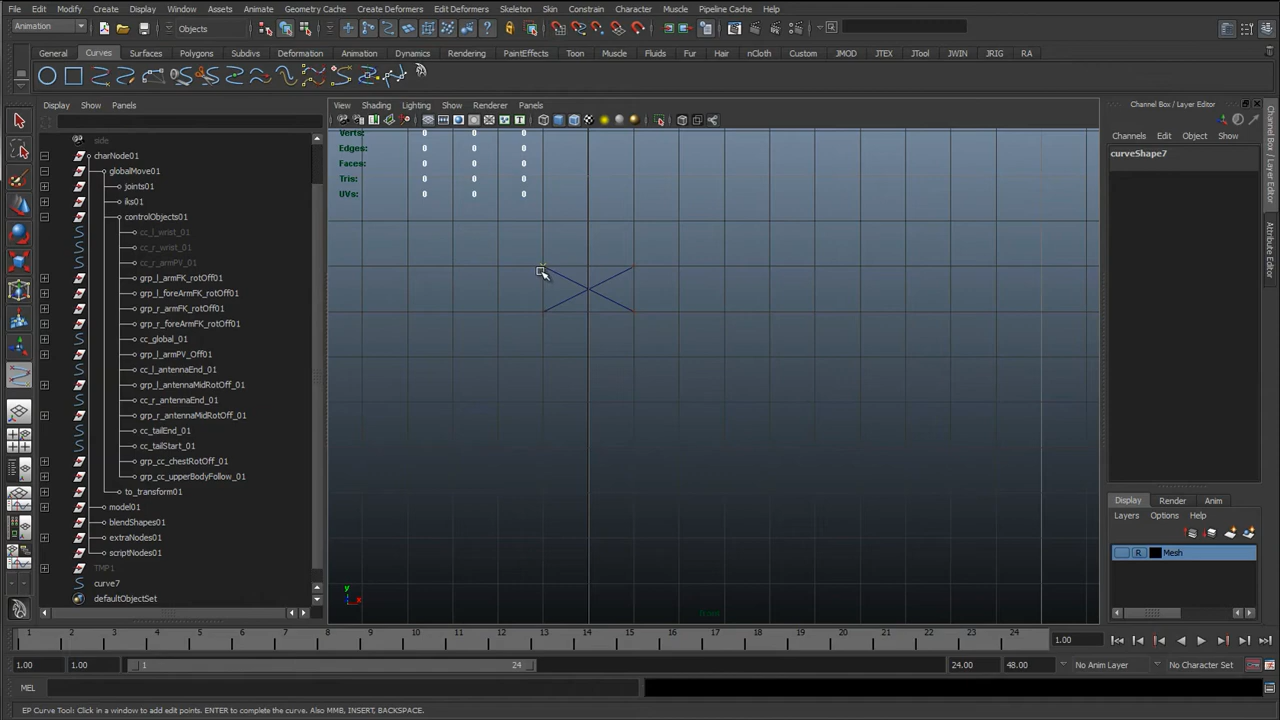 File Edit Modify Create Display Window Assets Animate Geometry Cache Create Deformers Edit Deformers Skeleton Skin Constrain Character Muscle Pipeline Cache Help
Animation Objects
General Curves Surfaces Polygons Subdivs Deformation Animation Dynamics Rendering PaintEffects Toon Muscle Fluids Fur Hair nCloth Custom JMOD JTEX JTool JWIN JRIG RA
Display Show Panels
View Shading Lighting Show Renderer Panels
Channel Box / Layer Editor
Channels Edit Object Show
curveShape7
side
charNode01
globalMove01
joints01
iks01
controlObjects01
cc_l_wrist_01
cc_r_wrist_01
cc_r_armPV_01
grp_l_armFK_rotOff01
grp_l_foreArmFK_rotOff01
grp_r_armFK_rotOff01
grp_r_foreArmFK_rotOff01
cc_global_01
grp_l_armPV_Off01
cc_l_antennaEnd_01
grp_l_antennaMidRotOff_01
cc_r_antennaEnd_01
grp_r_antennaMidRotOff_01
cc_tailEnd_01
cc_tailStart_01
grp_cc_chestRotOff_01
grp_cc_upperBodyFollow_01
to_transform01
model01
blendShapes01
extraNodes01
scriptNodes01
TMP1
curve7
defaultObjectSet
Verts: 0 0 0
Edges: 0 0 0
Faces: 0 0 0
Tris: 0 0 0
UVs: 0 0 0
y
x
front
Channel Box / Layer Editor
Attribute Editor
Display Render Anim
Layers Options Help
R Mesh
1 2 3 4 5 6 7 8 9 10 11 12 13 14 15 16 17 18 19 20 21 22 23 24 1.00
1.00 1.00 1 24 24.00 48.00 No Anim Layer No Character Set
MEL
EP Curve Tool: Click in a window to add edit points. ENTER to complete the curve. Also MMB, INSERT, BACKSPACE.